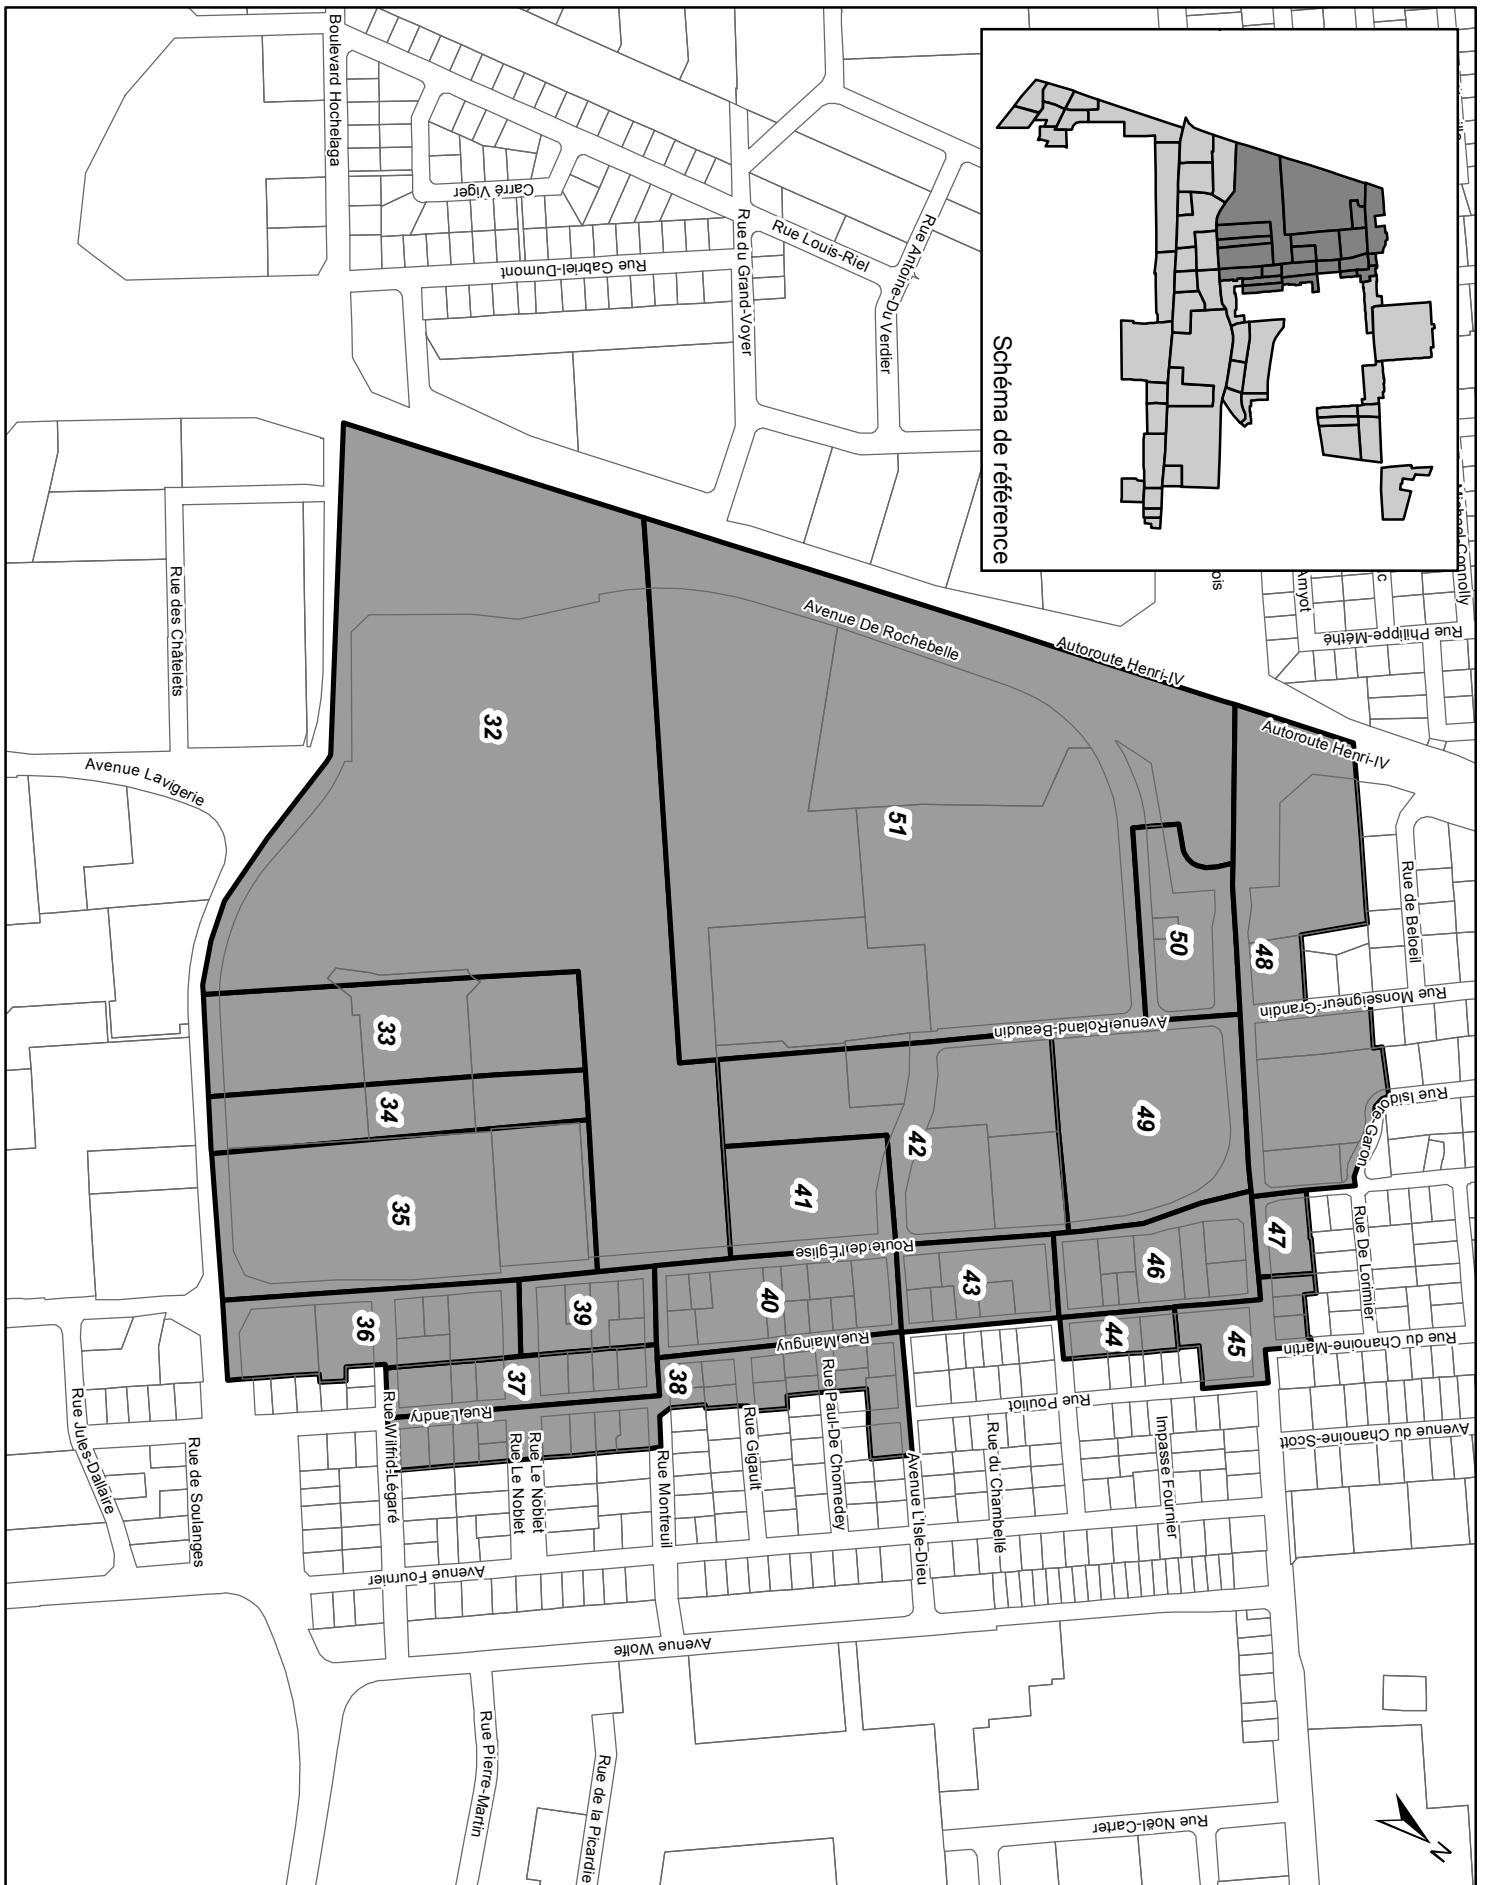 Schéma de référence
Boulevard Hochelaga
Carré Viger
Rue Gabriel-Dumont
Rue du Grand-Voyer
Rue Louis-Riel
Rue Antoine-Du Verdier
Michael-Connolly
Amyot
Rue Philippe-Méthé
Rue des Châtelets
Avenue Lavigerie
Avenue De Rochebelle
Autoroute Henri-IV
Autoroute Henri-IV
Rue de Beloeil
Rue Monseigneur-Grandin
Rue Isidore-Garon
Avenue Roland-Beaudin
Route de l'Église
Rue De Lorimier
Rue du Chanoine-Martin
Avenue du Chanoine-Scott
Rue Mainguy
Rue Landry
Rue Pouliot
Rue Jules-Dallaire
Rue de Soulanges
Rue Wilfrid-Légaré
Rue Le Noblet
Rue Le Noblet
Rue Montreuil
Rue Gigault
Rue Paul-De Chomedey
Avenue L'Isle-Dieu
Rue du Chambellé
Impasse Fournier
Avenue Fournier
Avenue Wolfe
Rue Pierre-Martin
Rue de la Picardie
Rue Noël-Carter
32
33
34
35
36
37
38
39
40
41
42
43
44
45
46
47
48
49
50
51
N